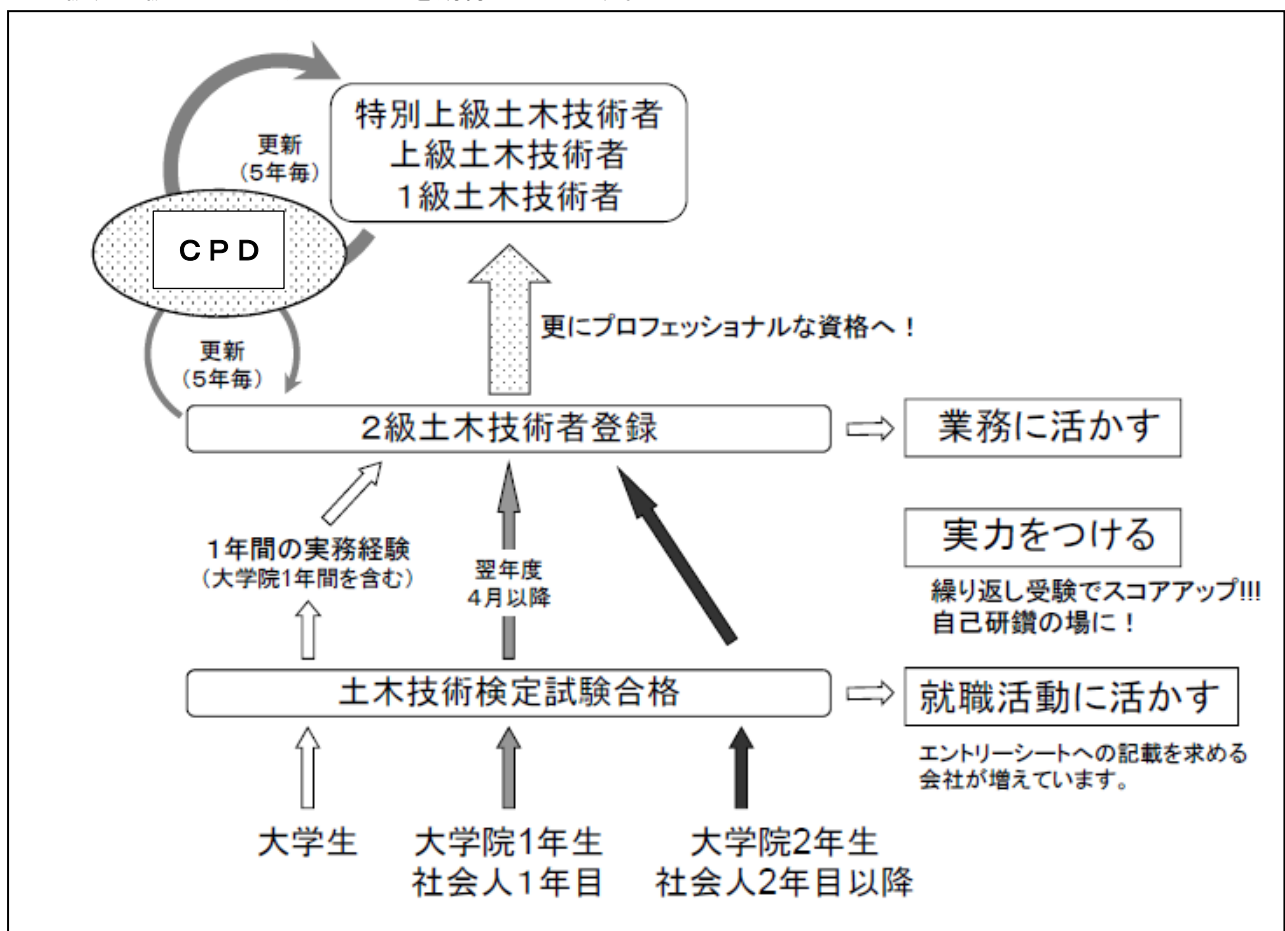 特別上級土木技術者
上級土木技術者
1級土木技術者
更新
（5年毎）
ＣＰＤ
更にプロフェッショナルな資格へ！
更新
（５年毎）
２級土木技術者登録
業務に活かす
実力をつける
繰り返し受験でスコアアップ!!!
自己研鑽の場に！
１年間の実務経験
（大学院1年間を含む）
翌年度
４月以降
土木技術検定試験合格
就職活動に活かす
エントリーシートへの記載を求める
会社が増えています。
大学生
大学院1年生
社会人１年目
大学院2年生
社会人2年目以降